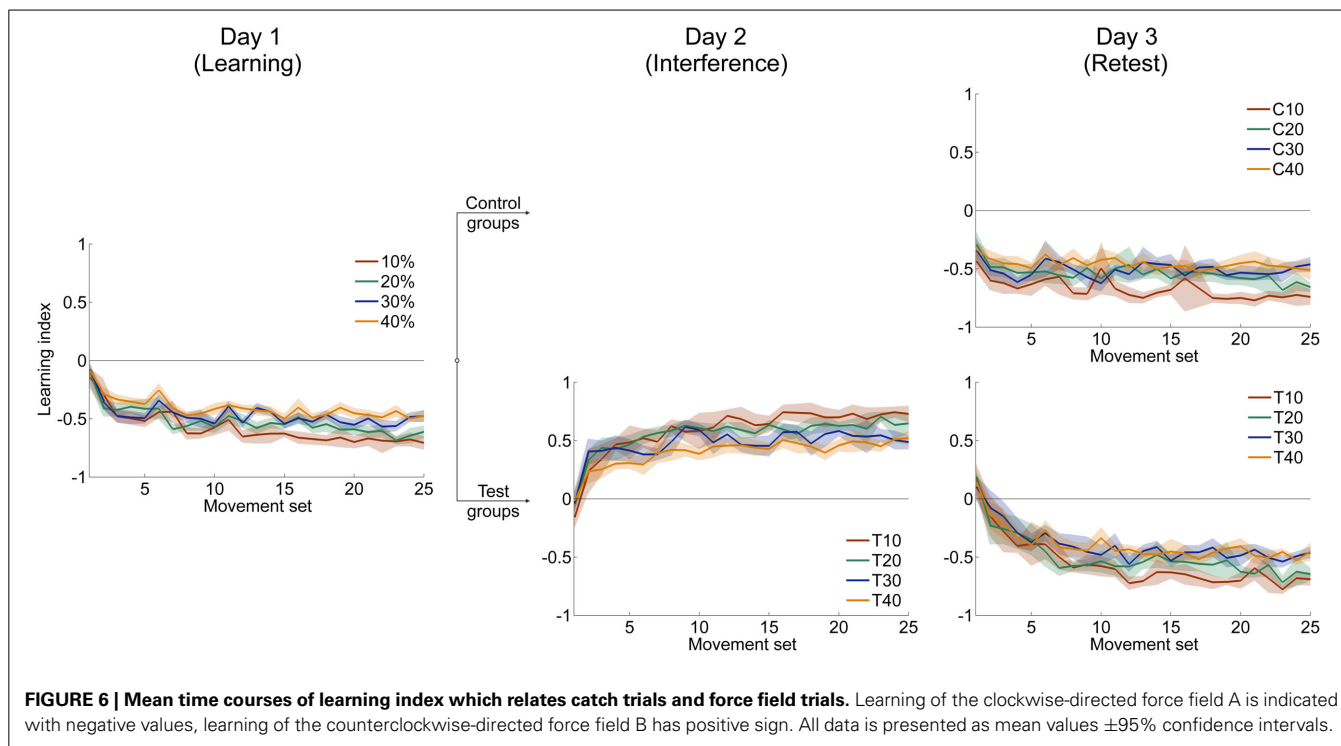 Day 1
(Learning)
Day 2
(Interference)
Day 3
(Retest)
1
0.5
0
-0.5
-1
Learning index
10%
20%
30%
40%
5
10
15
20
25
Movement set
Control
groups
Test
groups
1
0.5
0
-0.5
-1
T10
T20
T30
T40
5
10
15
20
25
Movement set
1
0.5
0
-0.5
-1
C10
C20
C30
C40
5
10
15
20
25
Movement set
1
0.5
0
-0.5
-1
T10
T20
T30
T40
5
10
15
20
25
Movement set
FIGURE 6 | Mean time courses of learning index which relates catch trials and force field trials. Learning of the clockwise-directed force field A is indicated
with negative values, learning of the counterclockwise-directed force field B has positive sign. All data is presented as mean values ±95% confidence intervals.